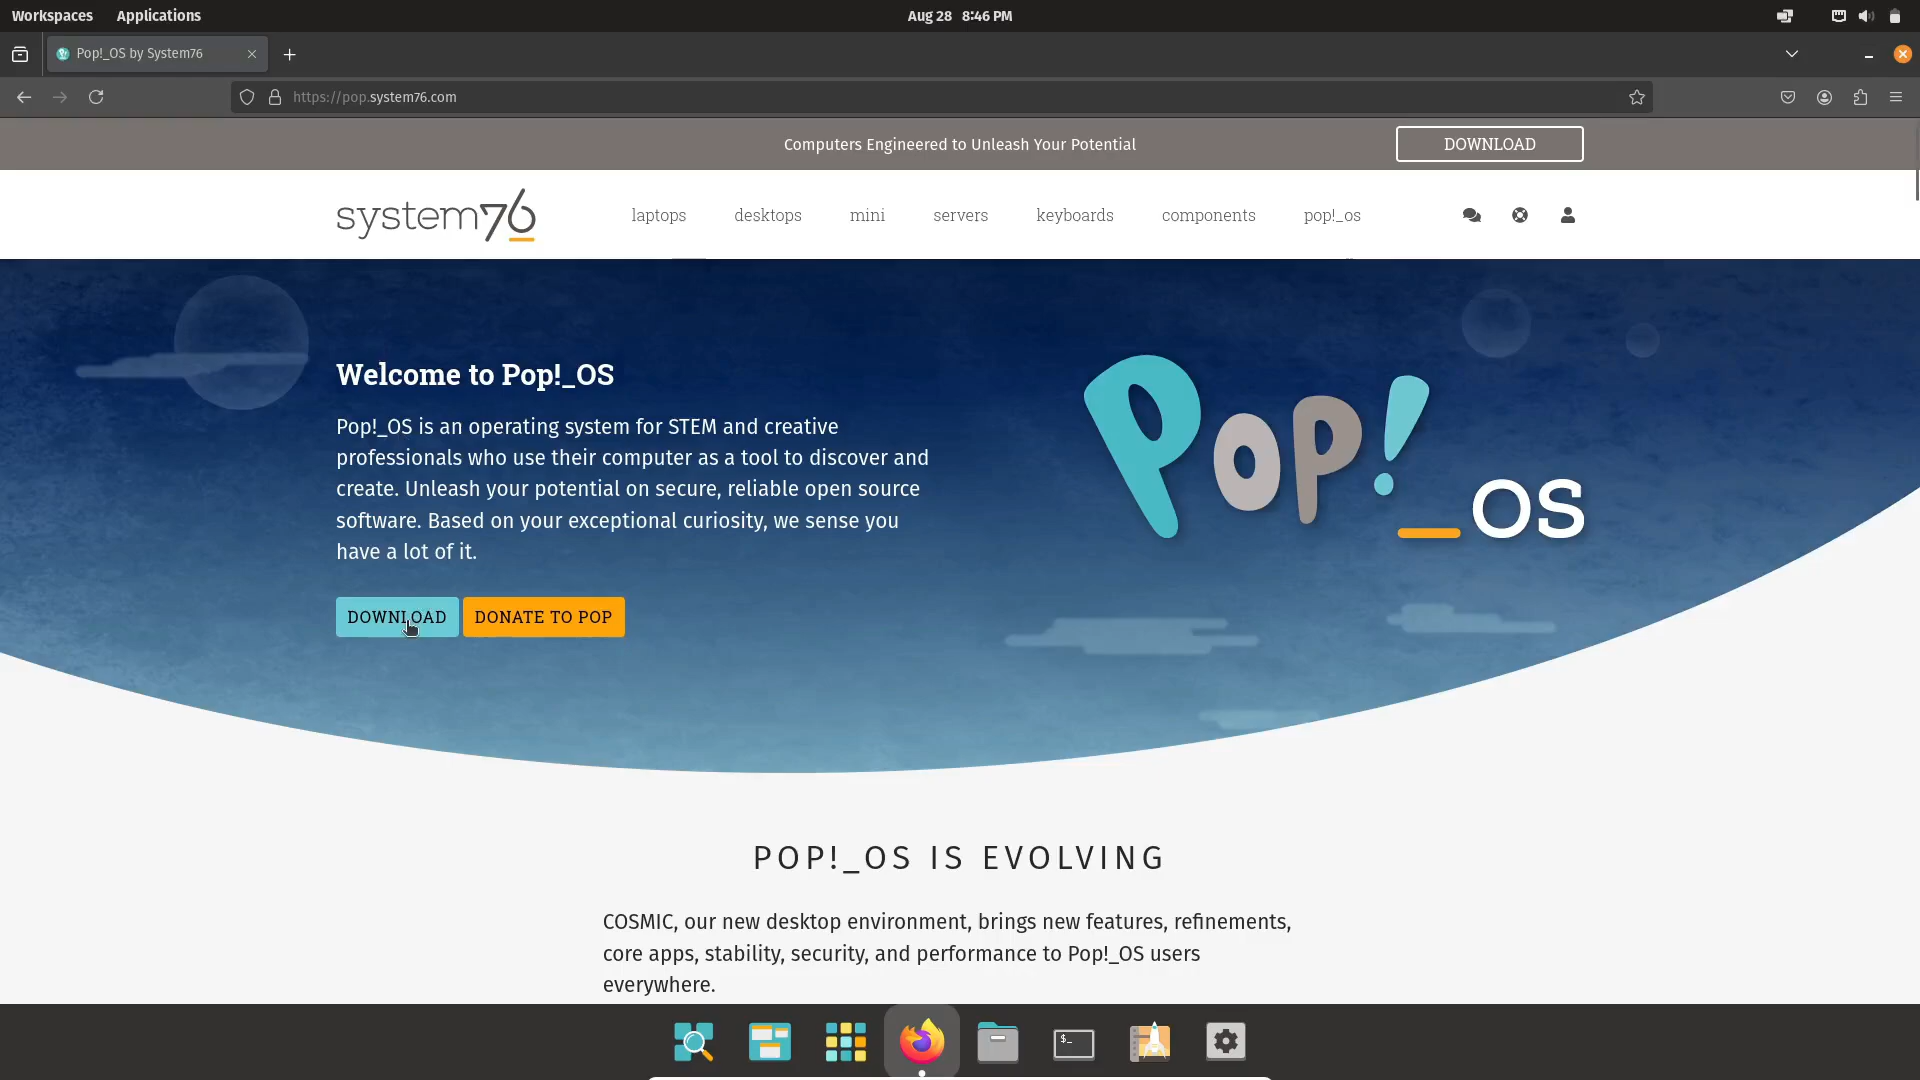 Workspaces Applications Aug 28 8:46 PM
Pop!_OS by System76
https://pop.system76.com
Computers Engineered to Unleash Your Potential DOWNLOAD
system76 laptops desktops mini servers keyboards components pop!_os
Welcome to Pop!_OS
Pop!_OS is an operating system for STEM and creative
professionals who use their computer as a tool to discover and
create. Unleash your potential on secure, reliable open source
software. Based on your exceptional curiosity, we sense you
have a lot of it.
Pop!_OS
DOWNLOAD DONATE TO POP
POP!_OS IS EVOLVING
COSMIC, our new desktop environment, brings new features, refinements,
core apps, stability, security, and performance to Pop!_OS users
everywhere.
$_